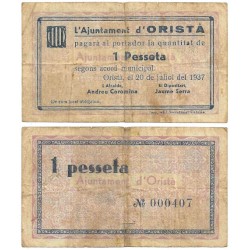 L'Ajuntament d'ORISTÀ
pagarà al portador la quantitat de
1 Pesseta
segons acord municipal.
Oristà, el 20 de juliol del 1937
L'Alcalde,
El Dipositari,
Andreu Coromina
Jaume Serra
1 pesseta
Ajuntament d'Oristà
Nº 000407